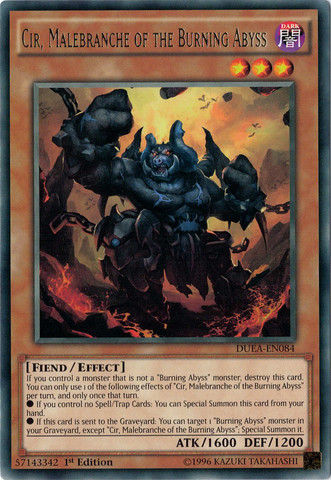 CIR, MALEBRANCHE OF THE BURNING ABYSS
DARK
闇
DUEA-EN084
[FIEND / EFFECT]
If you control a monster that is not a "Burning Abyss" monster, destroy this card.
You can only use 1 of the following effects of "Cir, Malebranche of the Burning Abyss"
per turn, and only once that turn.
● If you control no Spell/Trap Cards: You can Special Summon this card from your
hand.
● If this card is sent to the Graveyard: You can target 1 "Burning Abyss" monster in
your Graveyard, except "Cir, Malebranche of the Burning Abyss"; Special Summon it.
ATK/1600 DEF/1200
57143342 1st Edition ©1996 KAZUKI TAKAHASHI